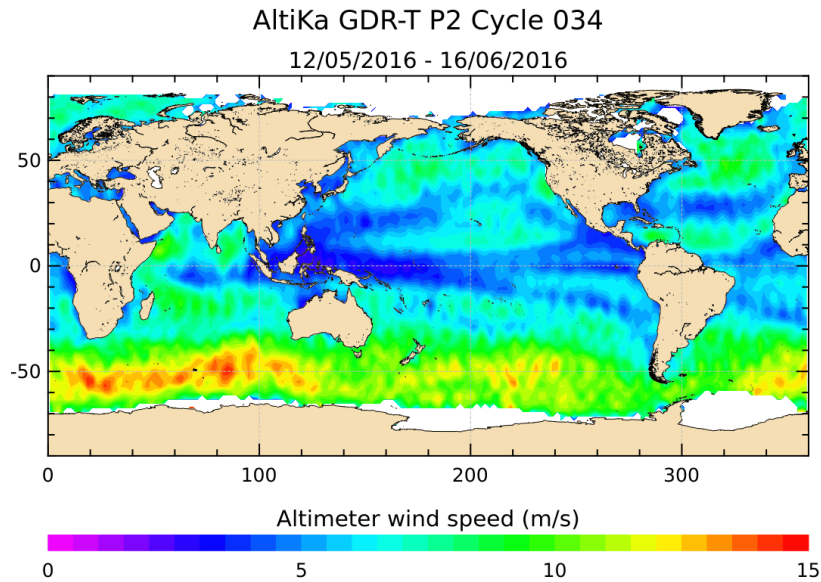 AltiKa GDR-T P2 Cycle 034
12/05/2016 - 16/06/2016
50
0
-50
0 100 200 300
Altimeter wind speed (m/s)
0 5 10 15